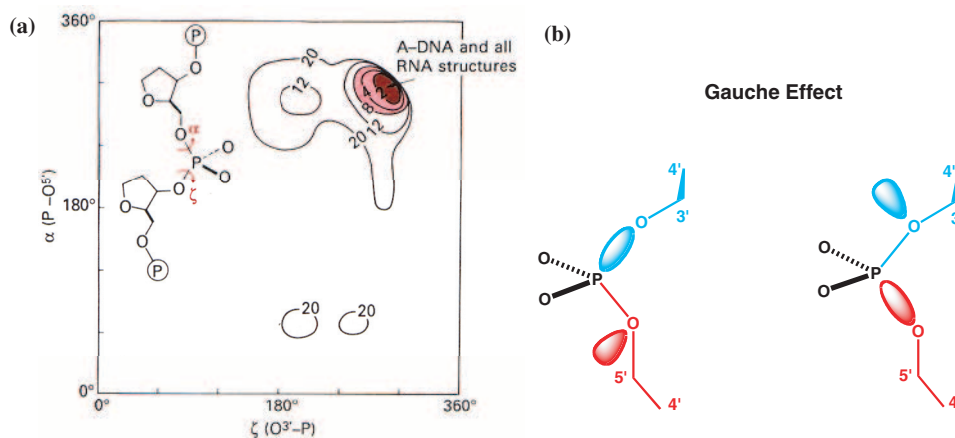 (a)
360°
180°
0°
α (P –O5')
0°
180°
360°
ζ (O3'–P)
P
O
O
O
α
P
O
O
ζ
O
O
O
P
20
12
4
2
8
12
20
20
20
A–DNA and all
RNA structures
(b)
Gauche Effect
4'
3'
O
O
P
O
O
5'
4'
4'
3'
O
O
P
O
O
5'
4'